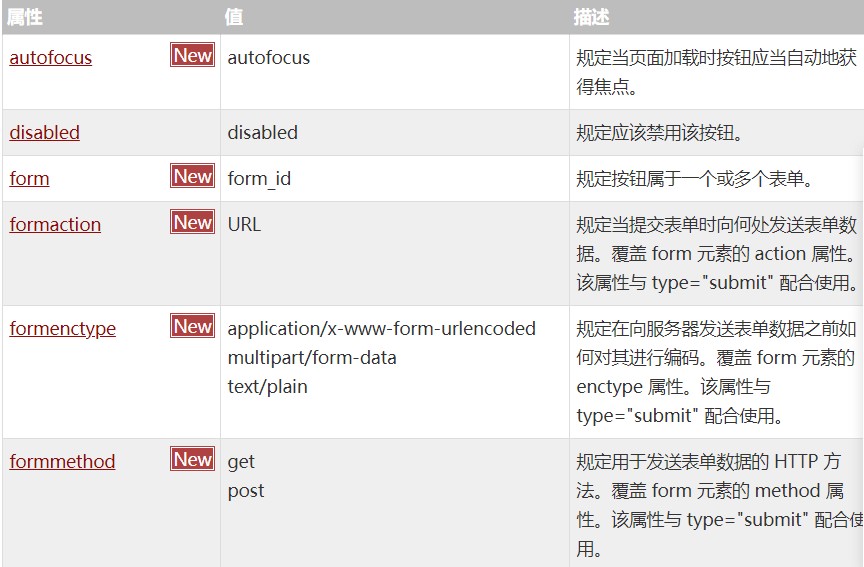 属性 值 描述
autofocus New autofocus 规定当页面加载时按钮应当自动地获
得焦点。
disabled disabled 规定应该禁用该按钮。
form New form_id 规定按钮属于一个或多个表单。
formaction New URL 规定当提交表单时向何处发送表单数
据。覆盖 form 元素的 action 属性。
该属性与 type="submit" 配合使用。
formenctype New application/x-www-form-urlencoded 规定在向服务器发送表单数据之前如
multipart/form-data 何对其进行编码。覆盖 form 元素的
text/plain enctype 属性。该属性与
type="submit" 配合使用。
formmethod New get 规定用于发送表单数据的 HTTP 方
post 法。覆盖 form 元素的 method 属
性。该属性与 type="submit" 配合使
用。